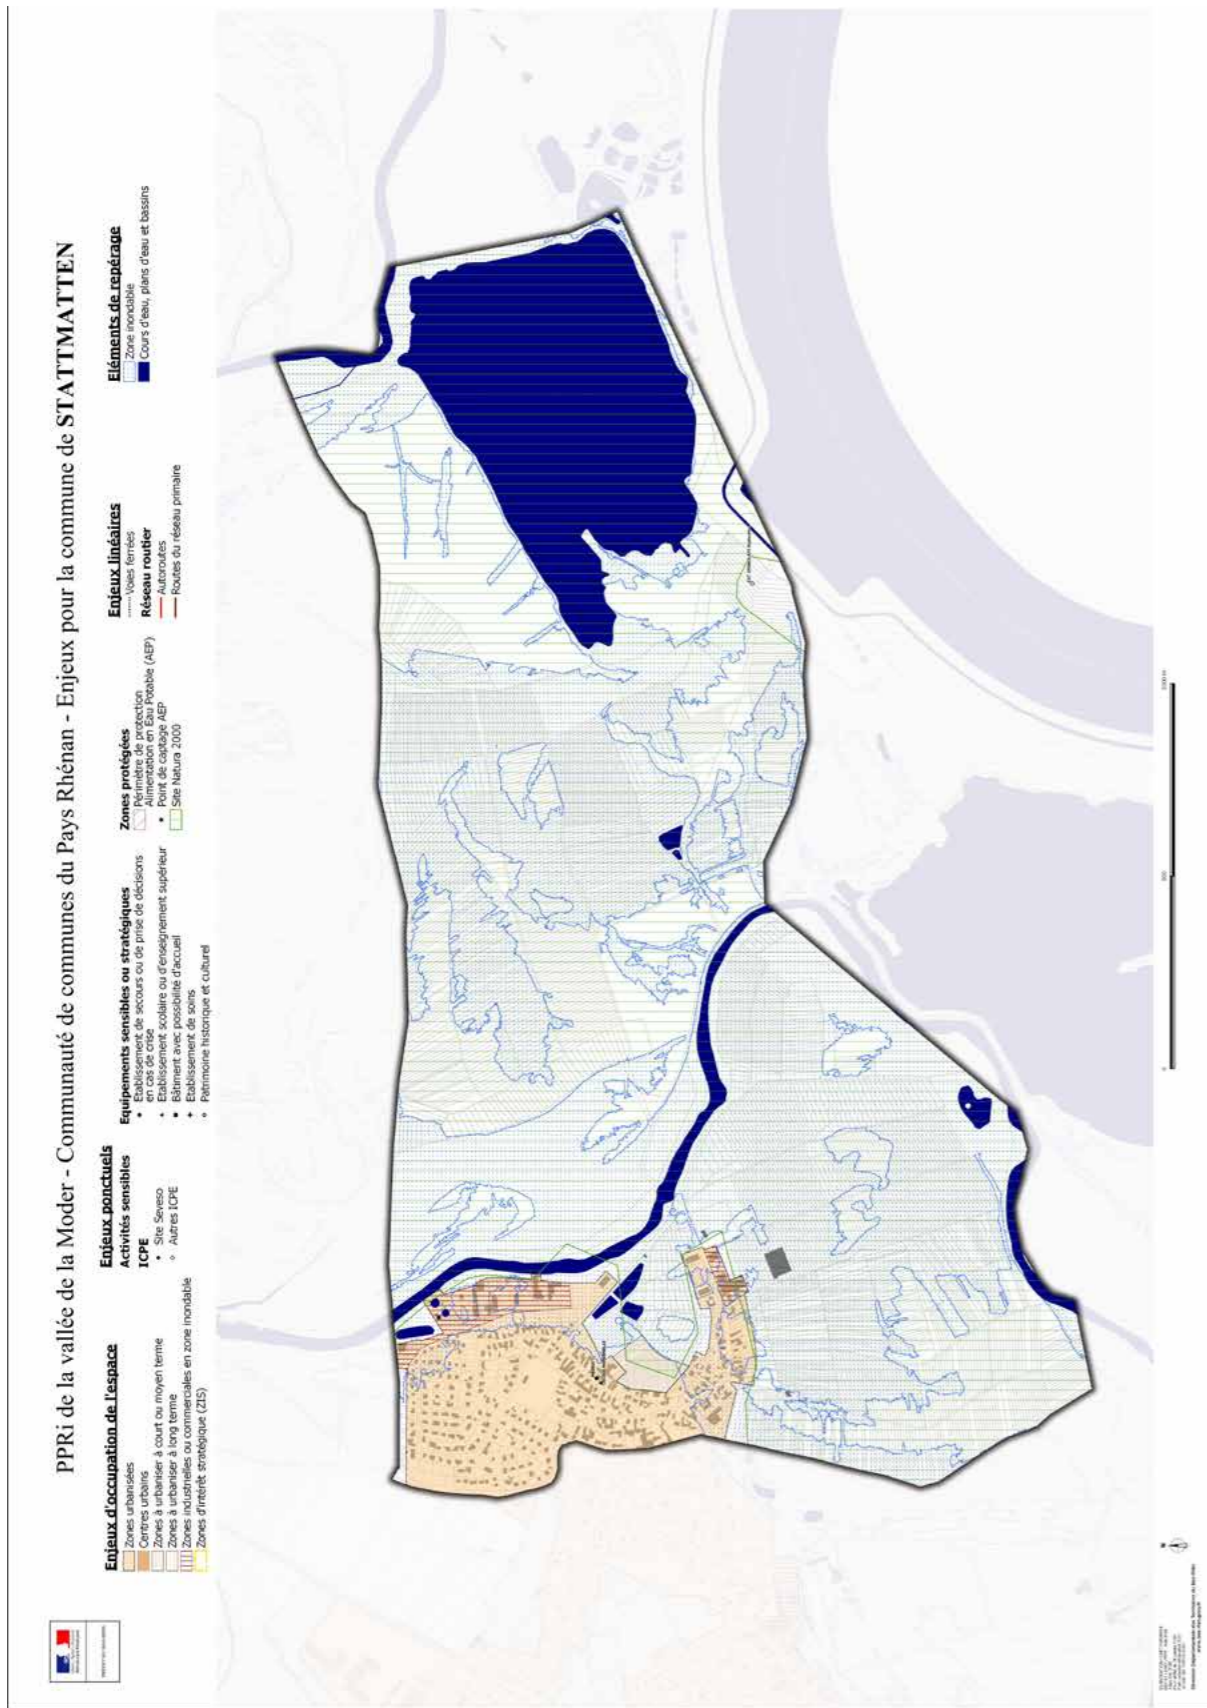 PPRi de la vallée de la Moder - Communauté de communes du Pays Rhénan - Enjeux pour la commune de STATTMATTEN
Enjeux d'occupation de l'espace
Zones urbanisées
Centres urbains
Zones à urbaniser à court ou moyen terme
Zones à urbaniser à long terme
Zones industrielles ou commerciales en zone inondable
Zones d'intérêt stratégique (ZIS)
Enjeux ponctuels
Activités sensibles
ICPE
Site Seveso
Autres ICPE
Equipements sensibles ou stratégiques
Etablissement de secours ou de prise de décisions
en cas de crise
Etablissement scolaire ou d'enseignement supérieur
Bâtiment avec possibilité d'accueil
Etablissement de soins
Patrimoine historique et culturel
Zones protégées
Périmètre de protection
Alimentation en Eau Potable (AEP)
Point de captage AEP
Site Natura 2000
Enjeux linéaires
Voies ferrées
Réseau routier
Autoroutes
Routes du réseau primaire
Eléments de repérage
Zone inondable
Cours d'eau, plans d'eau et bassins